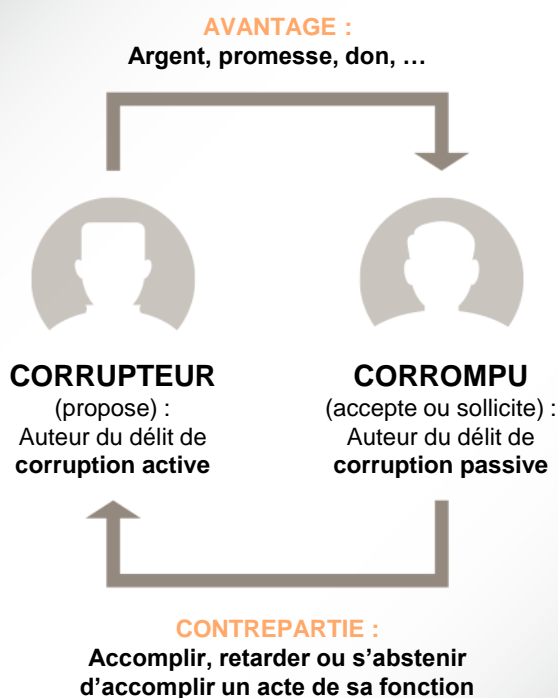 AVANTAGE :
Argent, promesse, don, …
CORRUPTEUR
(propose) :
Auteur du délit de
corruption active
CORROMPU
(accepte ou sollicite) :
Auteur du délit de
corruption passive
CONTREPARTIE :
Accomplir, retarder ou s’abstenir
d’accomplir un acte de sa fonction